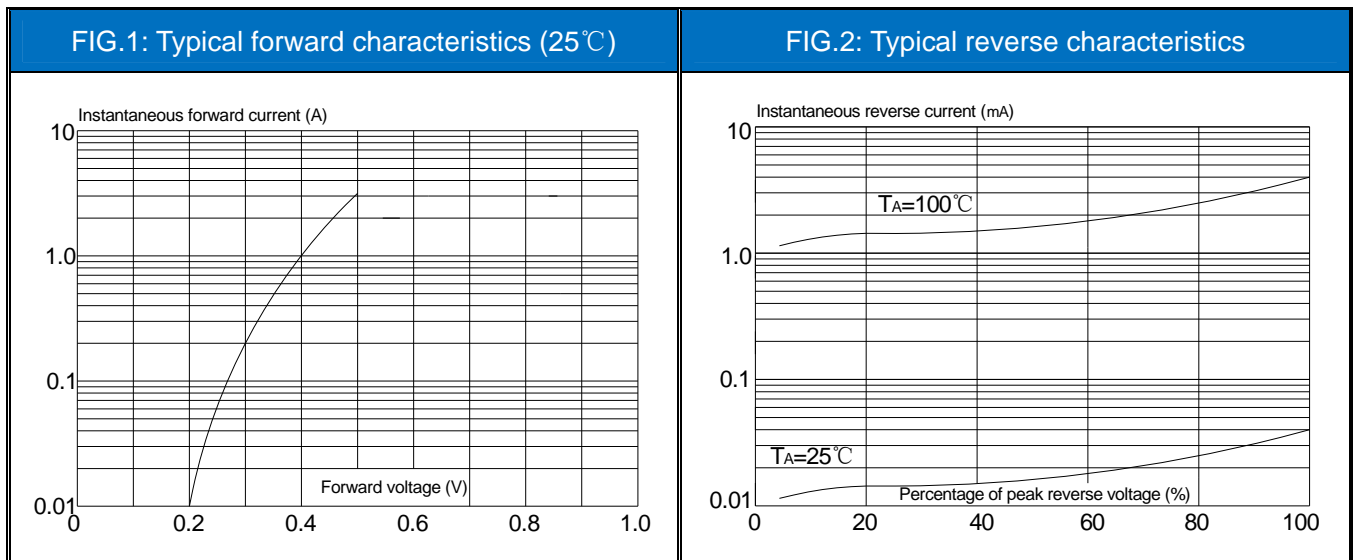 FIG.1: Typical forward characteristics (25℃)
Instantaneous forward current (A)
10
1.0
0.1
0.01
Forward voltage (V)
0 0.2 0.4 0.6 0.8 1.0
FIG.2: Typical reverse characteristics
Instantaneous reverse current (mA)
10
TA=100℃
1.0
0.1
TA=25℃
0.01
Percentage of peak reverse voltage (%)
0 20 40 60 80 100